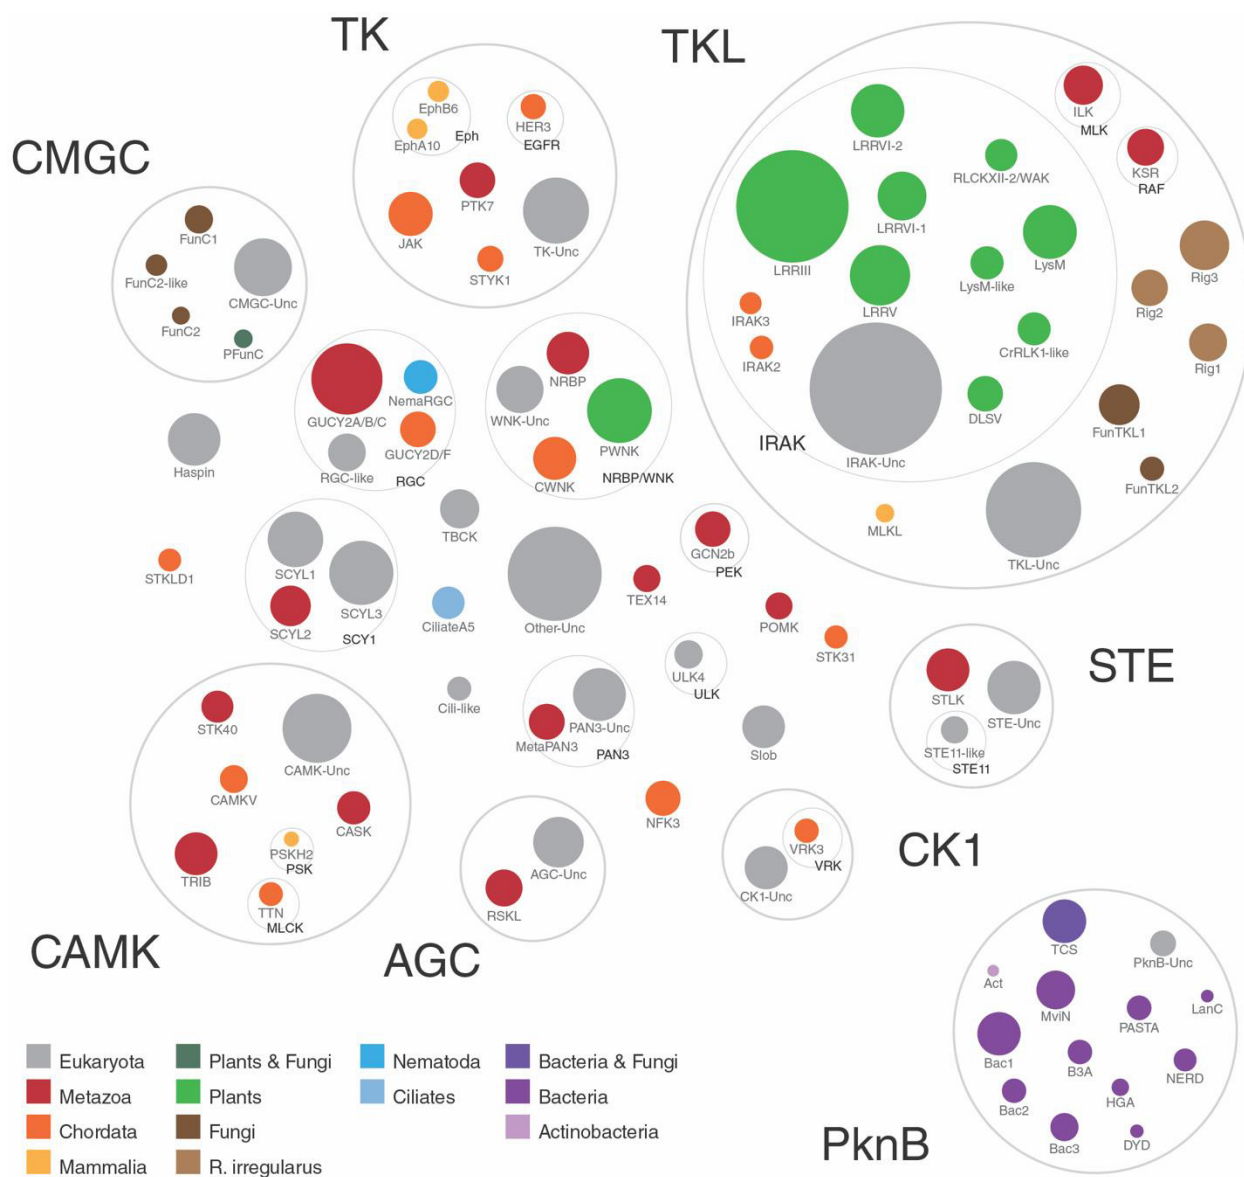 TK
TKL
CMGC
EphB6
Eph
EphA10
HER3
EGFR
PTK7
JAK
TK-Unc
STYK1
FunC1
FunC2-like
CMGC-Unc
FunC2
PFunC
ILK
MLK
KSR
RAF
LRRVI-2
RLCKXII-2/WAK
LRRVI-1
LRRIII
LysM
LysM-like
LRRV
IRAK3
IRAK2
CrRLK1-like
DLSV
IRAK
IRAK-Unc
Rig3
Rig2
Rig1
FunTKL1
FunTKL2
MLKL
TKL-Unc
GUCY2A/B/C
NemaRGC
GUCY2D/F
RGC-like
RGC
NRBP
WNK-Unc
PWNK
CWNK
NRBP/WNK
Haspin
TBCK
STKLD1
SCYL1
SCYL3
SCYL2
SCY1
CiliateA5
Other-Unc
GCN2b
PEK
TEX14
POMK
STK31
ULK4
ULK
Cili-like
PAN3-Unc
MetaPAN3
PAN3
Slob
NFK3
STE
STLK
STE-Unc
STE11-like
STE11
STK40
CAMK-Unc
CAMKV
CASK
PSKH2
PSK
TRIB
TTN
MLCK
CAMK
AGC-Unc
RSKL
AGC
VRK3
VRK
CK1-Unc
CK1
TCS
PknB-Unc
Act
MviN
LanC
PASTA
Bac1
B3A
NERD
Bac2
HGA
Bac3
DYD
PknB
Eukaryota
Metazoa
Chordata
Mammalia
Plants & Fungi
Plants
Fungi
R. irregularus
Nematoda
Ciliates
Bacteria & Fungi
Bacteria
Actinobacteria